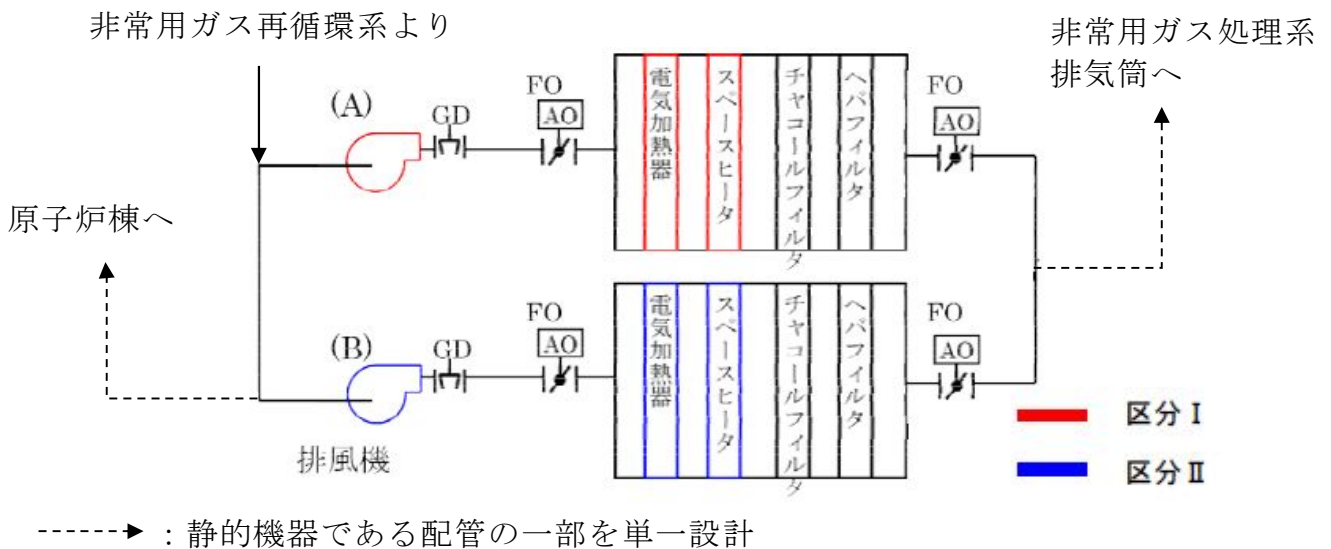 非常用ガス再循環系より
非常用ガス処理系
排気筒へ
(A)
GD
FO
AO
電気加熱器
スペースヒータ
チャコールフィルタ
ヘパフィルタ
FO
AO
原子炉棟へ
(B)
GD
FO
AO
電気加熱器
スペースヒータ
チャコールフィルタ
ヘパフィルタ
FO
AO
排風機
区分Ⅰ
区分Ⅱ
：静的機器である配管の一部を単一設計